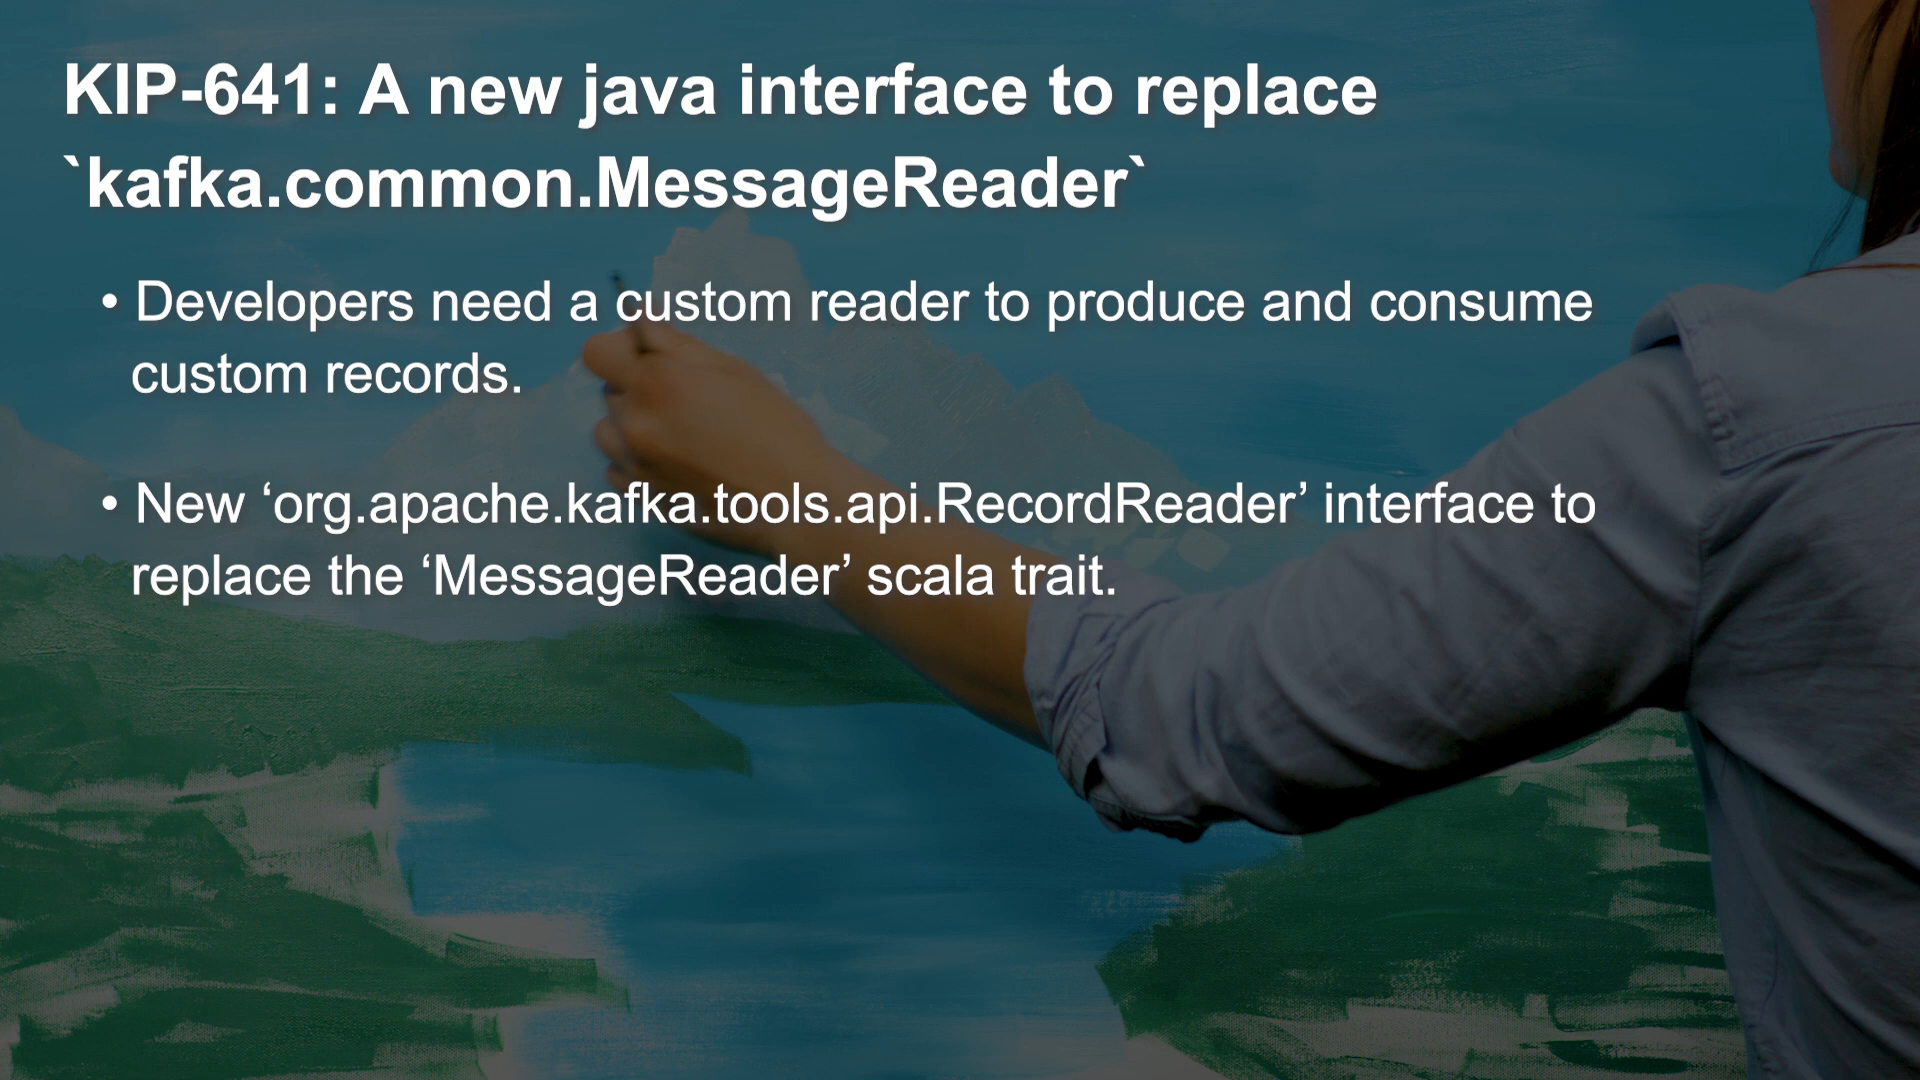 KIP-641: A new java interface to replace
`kafka.common.MessageReader`
• Developers need a custom reader to produce and consume
custom records.
• New ‘org.apache.kafka.tools.api.RecordReader’ interface to
replace the ‘MessageReader’ scala trait.